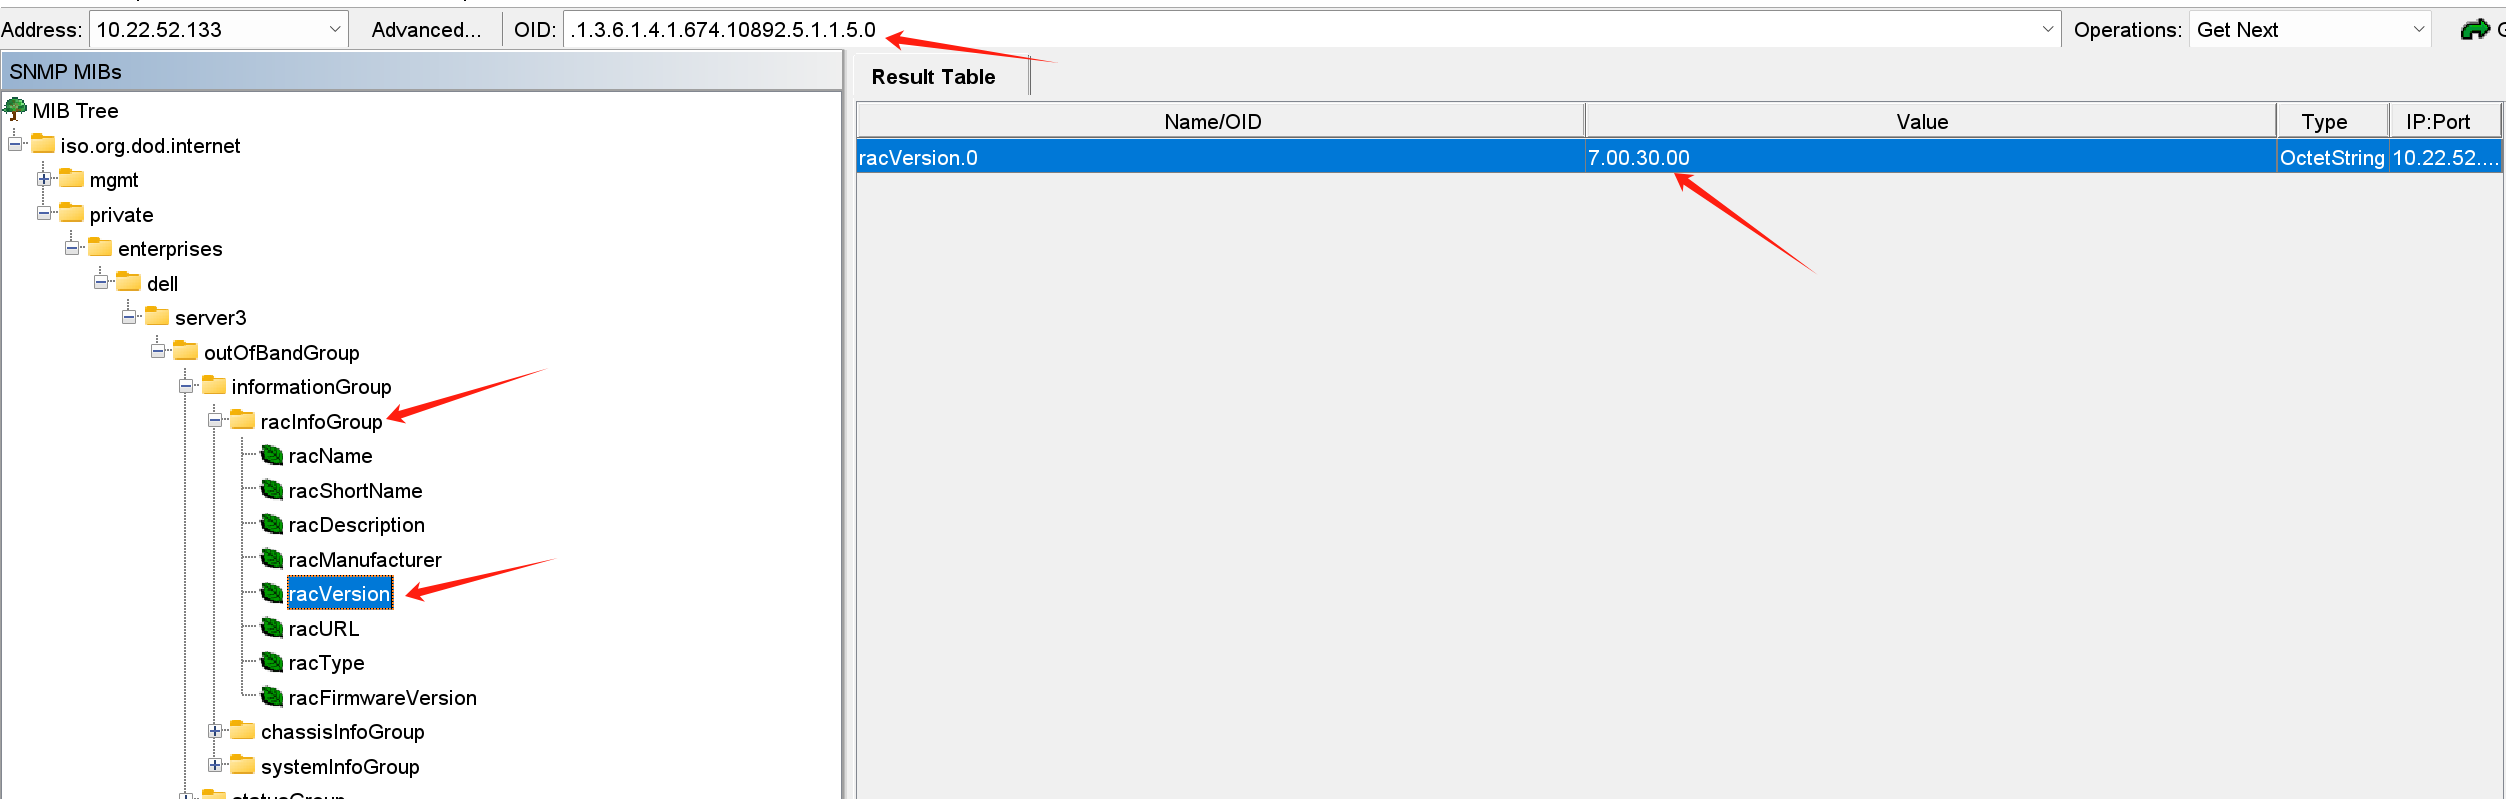 Address: 10.22.52.133 Advanced... OID: .1.3.6.1.4.1.674.10892.5.1.1.5.0 Operations: Get Next
SNMP MIBs
MIB Tree
iso.org.dod.internet
mgmt
private
enterprises
dell
server3
outOfBandGroup
informationGroup
racInfoGroup
racName
racShortName
racDescription
racManufacturer
racVersion
racURL
racType
racFirmwareVersion
chassisInfoGroup
systemInfoGroup
statusGroup
Result Table
Name/OID Value Type IP:Port
racVersion.0 7.00.30.00 OctetString 10.22.52....